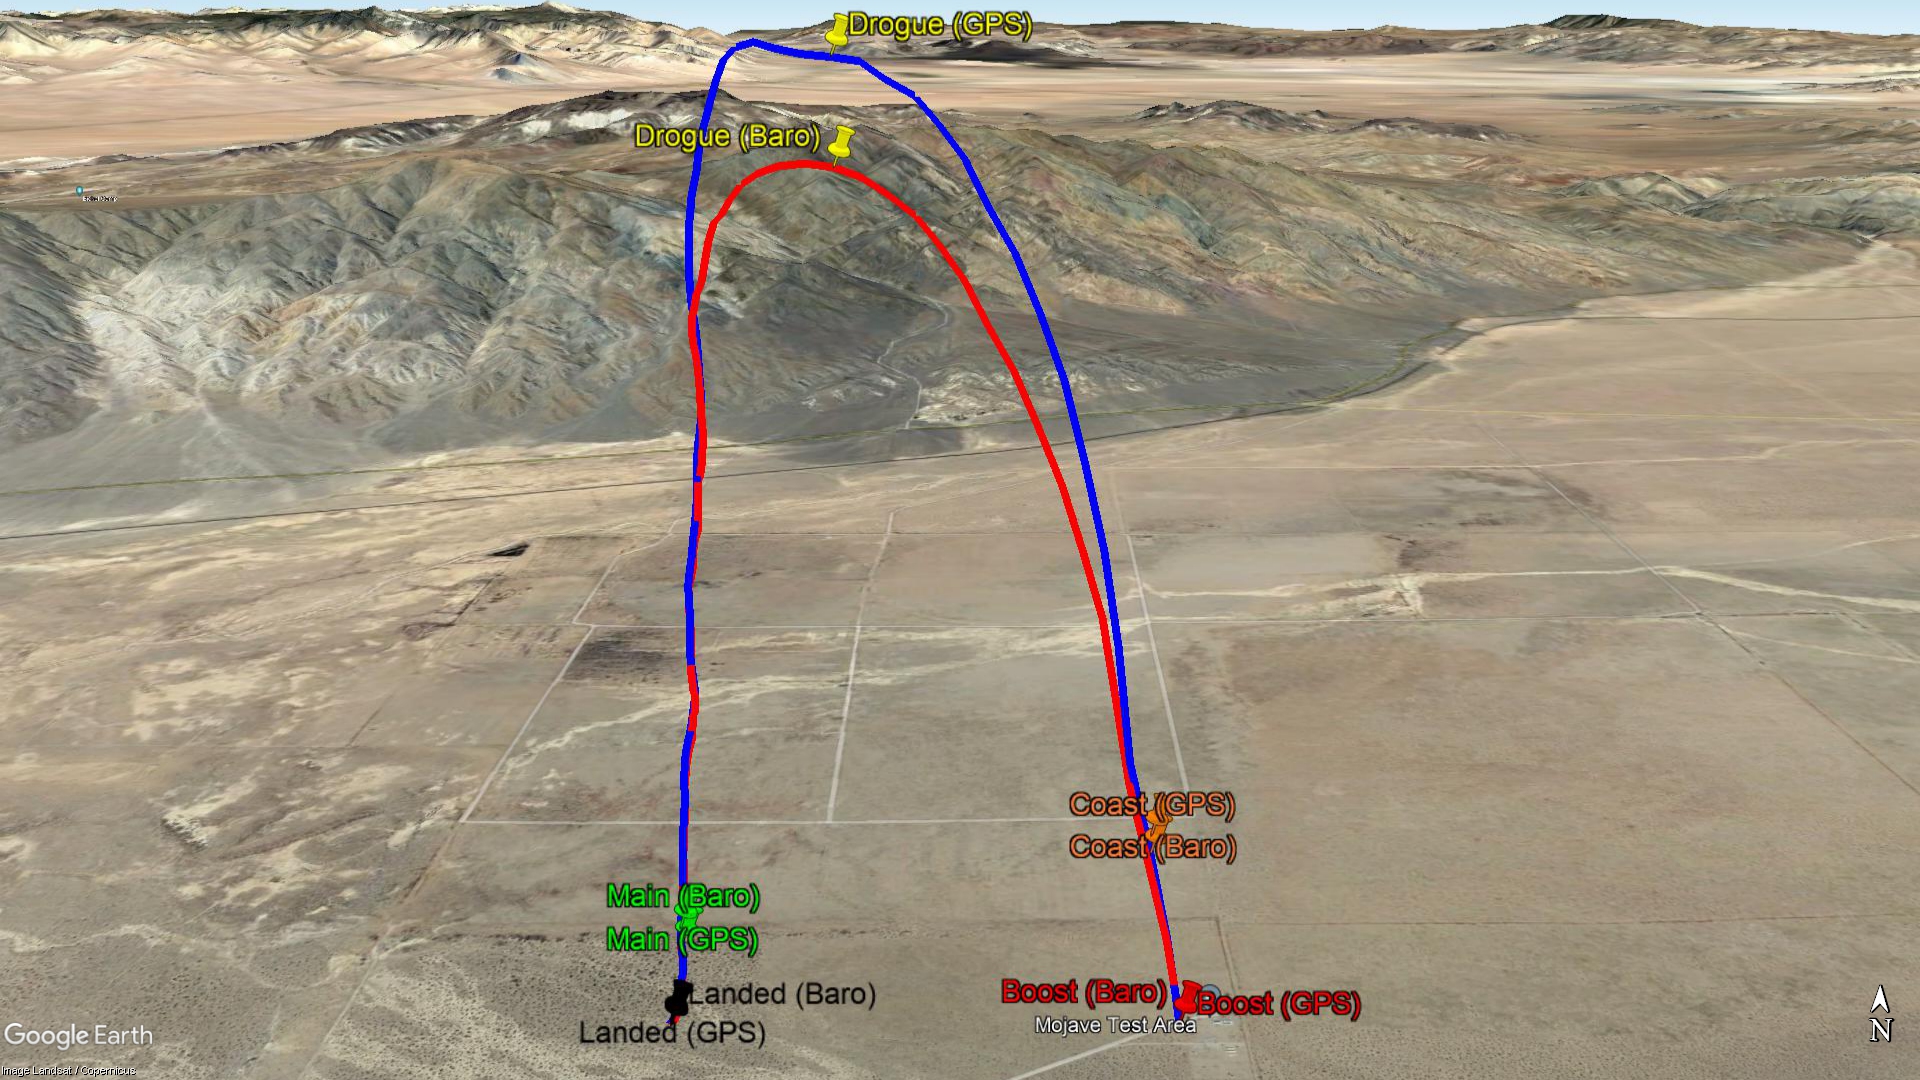 Drogue (GPS)
Drogue (Baro)
Coast (GPS)
Coast (Baro)
Main (Baro)
Main (GPS)
Landed (Baro)
Boost (Baro)
Boost (GPS)
Mojave Test Area
Landed (GPS)
Google Earth
N
Image Landsat / Copernicus